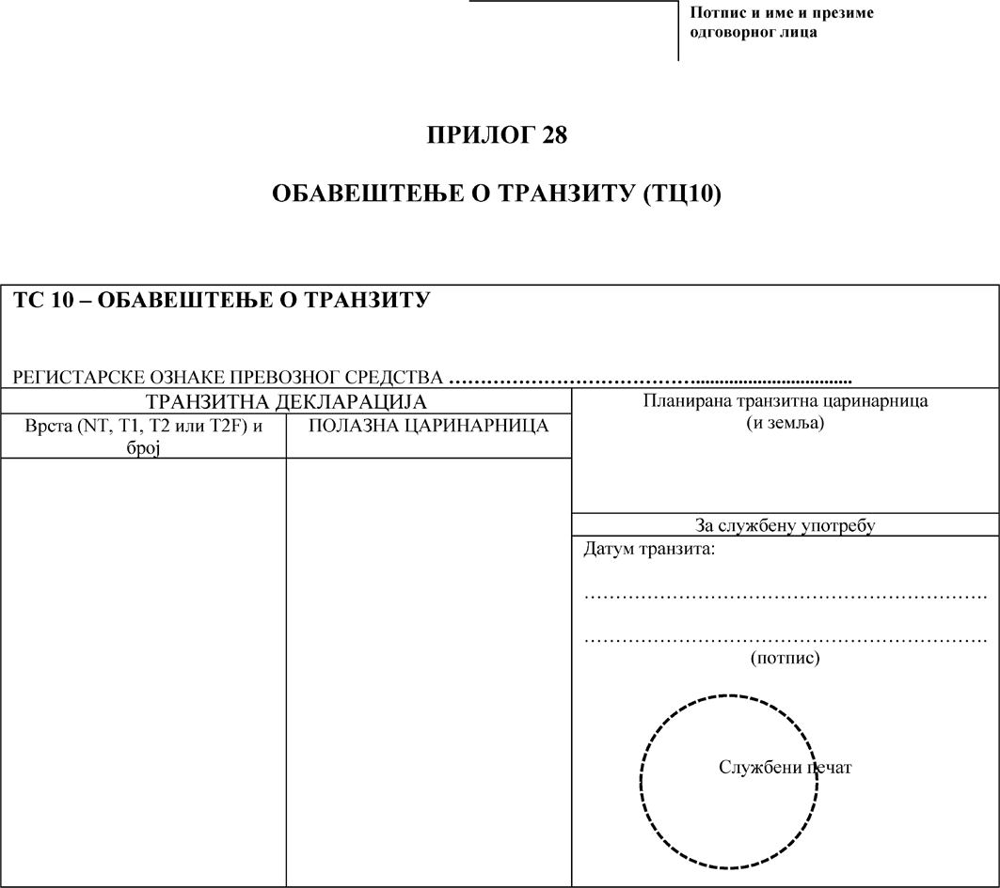 Потпис и име и презиме
одговорног лица
ПРИЛОГ 28
ОБАВЕШТЕЊЕ О ТРАНЗИТУ (ТЦ10)
ТС 10 – ОБАВЕШТЕЊЕ О ТРАНЗИТУ
РЕГИСТАРСКЕ ОЗНАКЕ ПРЕВОЗНОГ СРЕДСТВА ……………………………….................................
ТРАНЗИТНА ДЕКЛАРАЦИЈА
Врста (NT, T1, T2 или T2F) и
број
ПОЛАЗНА ЦАРИНАРНИЦА
Планирана транзитна царинарница
(и земља)
За службену употребу
Датум транзита:
……………………………………………………….
……………………………………………………….
(потпис)
Службени печат